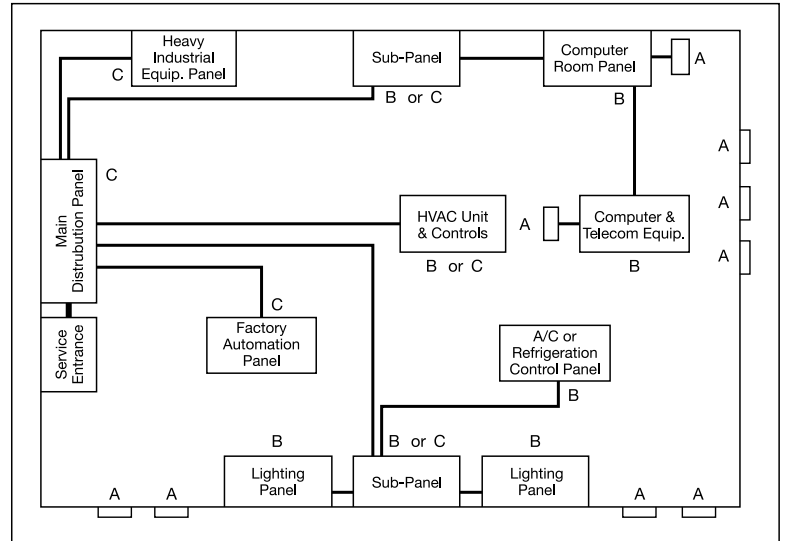 Heavy
Industrial
Equip. Panel
C
Sub-Panel
B or C
Computer
Room Panel
B
A
A
A
A
Main
Distrubution Panel
C
HVAC Unit
& Controls
B or C
A
Computer &
Telecom Equip.
B
Service
Entrance
C
Factory
Automation
Panel
A/C or
Refrigeration
Control Panel
B
B
Lighting
Panel
B or C
Sub-Panel
B
Lighting
Panel
A
A
A
A